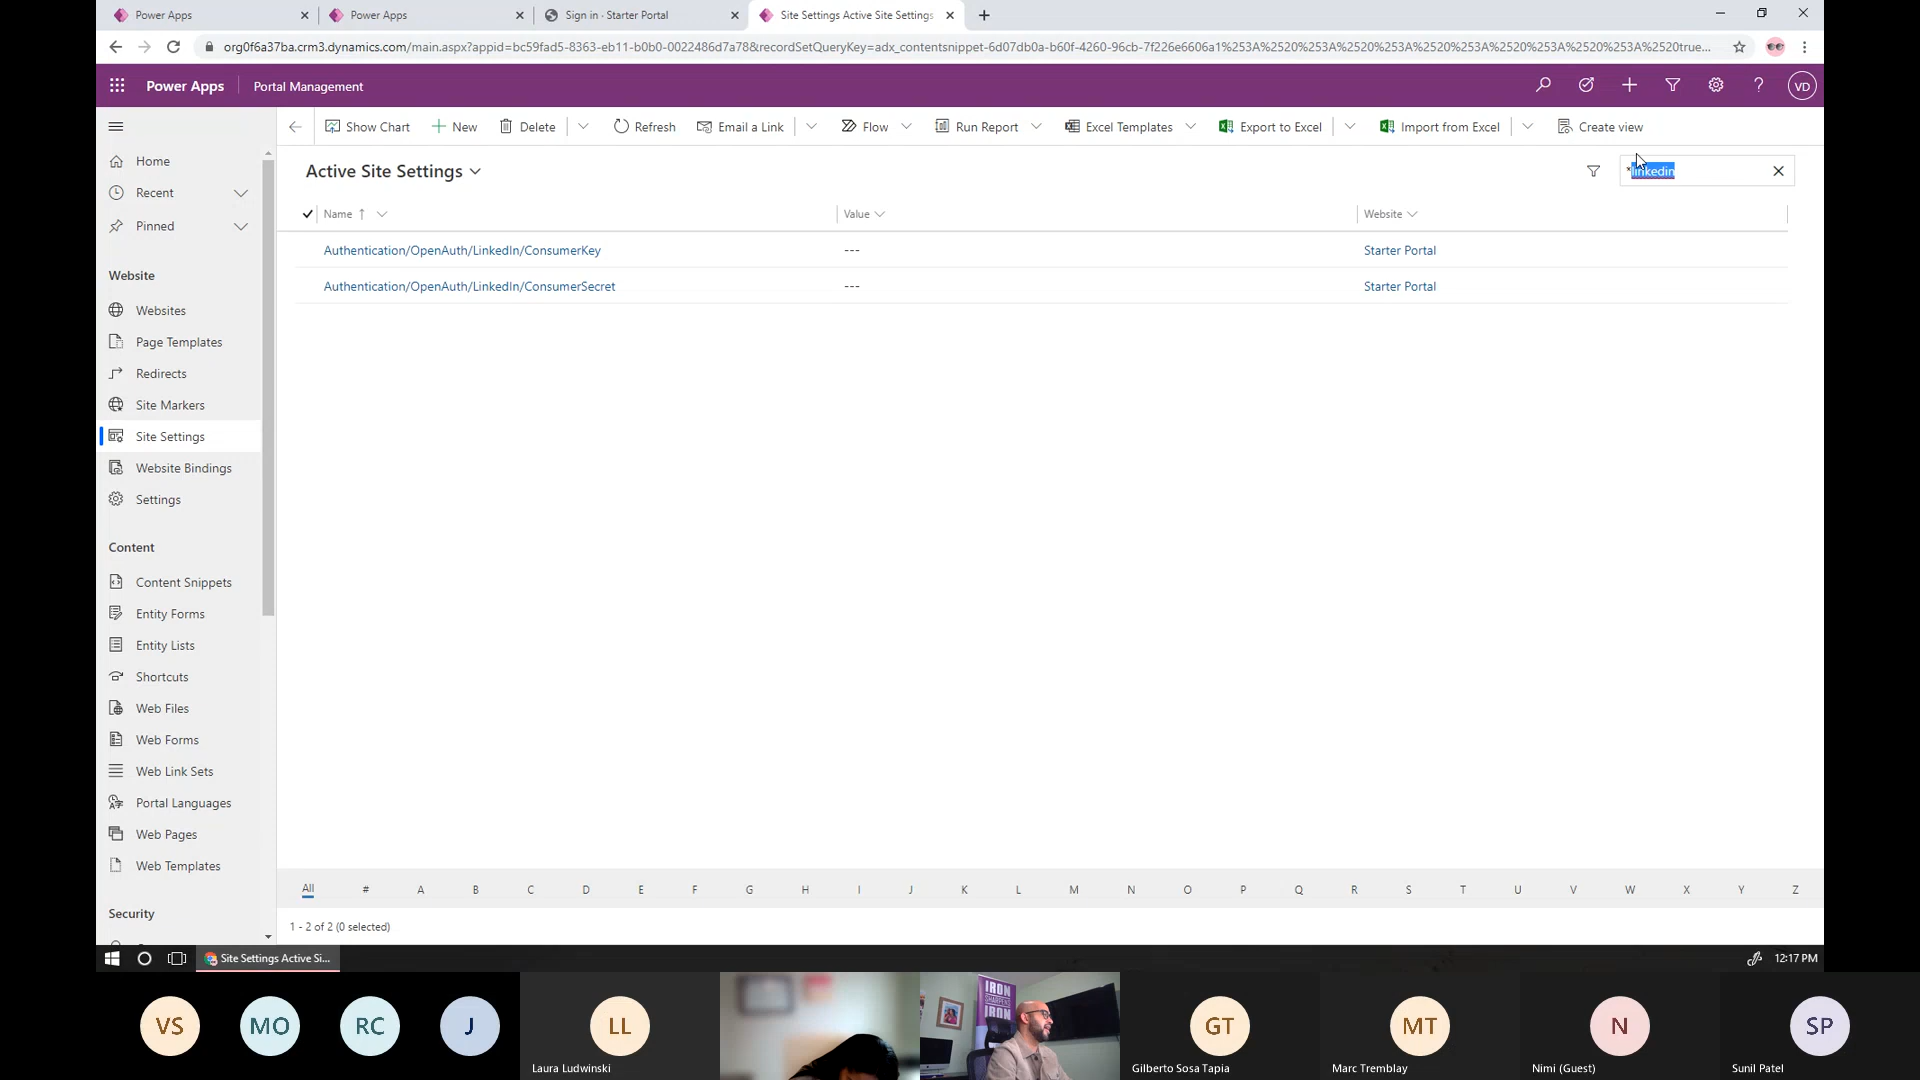 Power Apps
Power Apps
Sign in · Starter Portal
Site Settings Active Site Settings
org0f6a37ba.crm3.dynamics.com/main.aspx?appid=bc59fad5-8363-eb11-b0b0-0022486d7a78&recordSetQueryKey=adx_contentsnippet-6d07db0a-b60f-4260-96cb-7f226e6606a1%253A%2520%253A%2520%253A%2520%253A%2520%253A%2520true...
Power Apps Portal Management VD
Show Chart New Delete Refresh Email a Link Flow Run Report Excel Templates Export to Excel Import from Excel Create view
Active Site Settings
*linkedin
Name Value Website
Authentication/OpenAuth/LinkedIn/ConsumerKey --- Starter Portal
Authentication/OpenAuth/LinkedIn/ConsumerSecret --- Starter Portal
Home
Recent
Pinned
Website
Websites
Page Templates
Redirects
Site Markers
Site Settings
Website Bindings
Settings
Content
Content Snippets
Entity Forms
Entity Lists
Shortcuts
Web Files
Web Forms
Web Link Sets
Portal Languages
Web Pages
Web Templates
Security
All # A B C D E F G H I J K L M N O P Q R S T U V W X Y Z
1 - 2 of 2 (0 selected)
Site Settings Active Si...
12:17 PM
VS MO RC J LL GT MT N SP
IRON
SHARPENS
IRON
Laura Ludwinski Gilberto Sosa Tapia Marc Tremblay Nimi (Guest) Sunil Patel